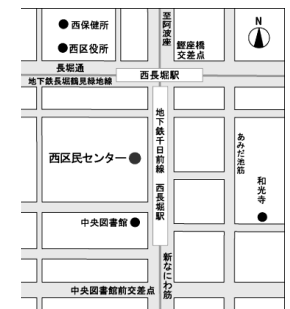 西保健所
西区役所
至阿波座
鰹座橋
交差点
N
長堀通
地下鉄長堀鶴見緑地線
西長堀駅
地下鉄千日前線 西長堀駅
西区民センター
あみだ池筋
和光寺
中央図書館
新なにわ筋
中央図書館前交差点